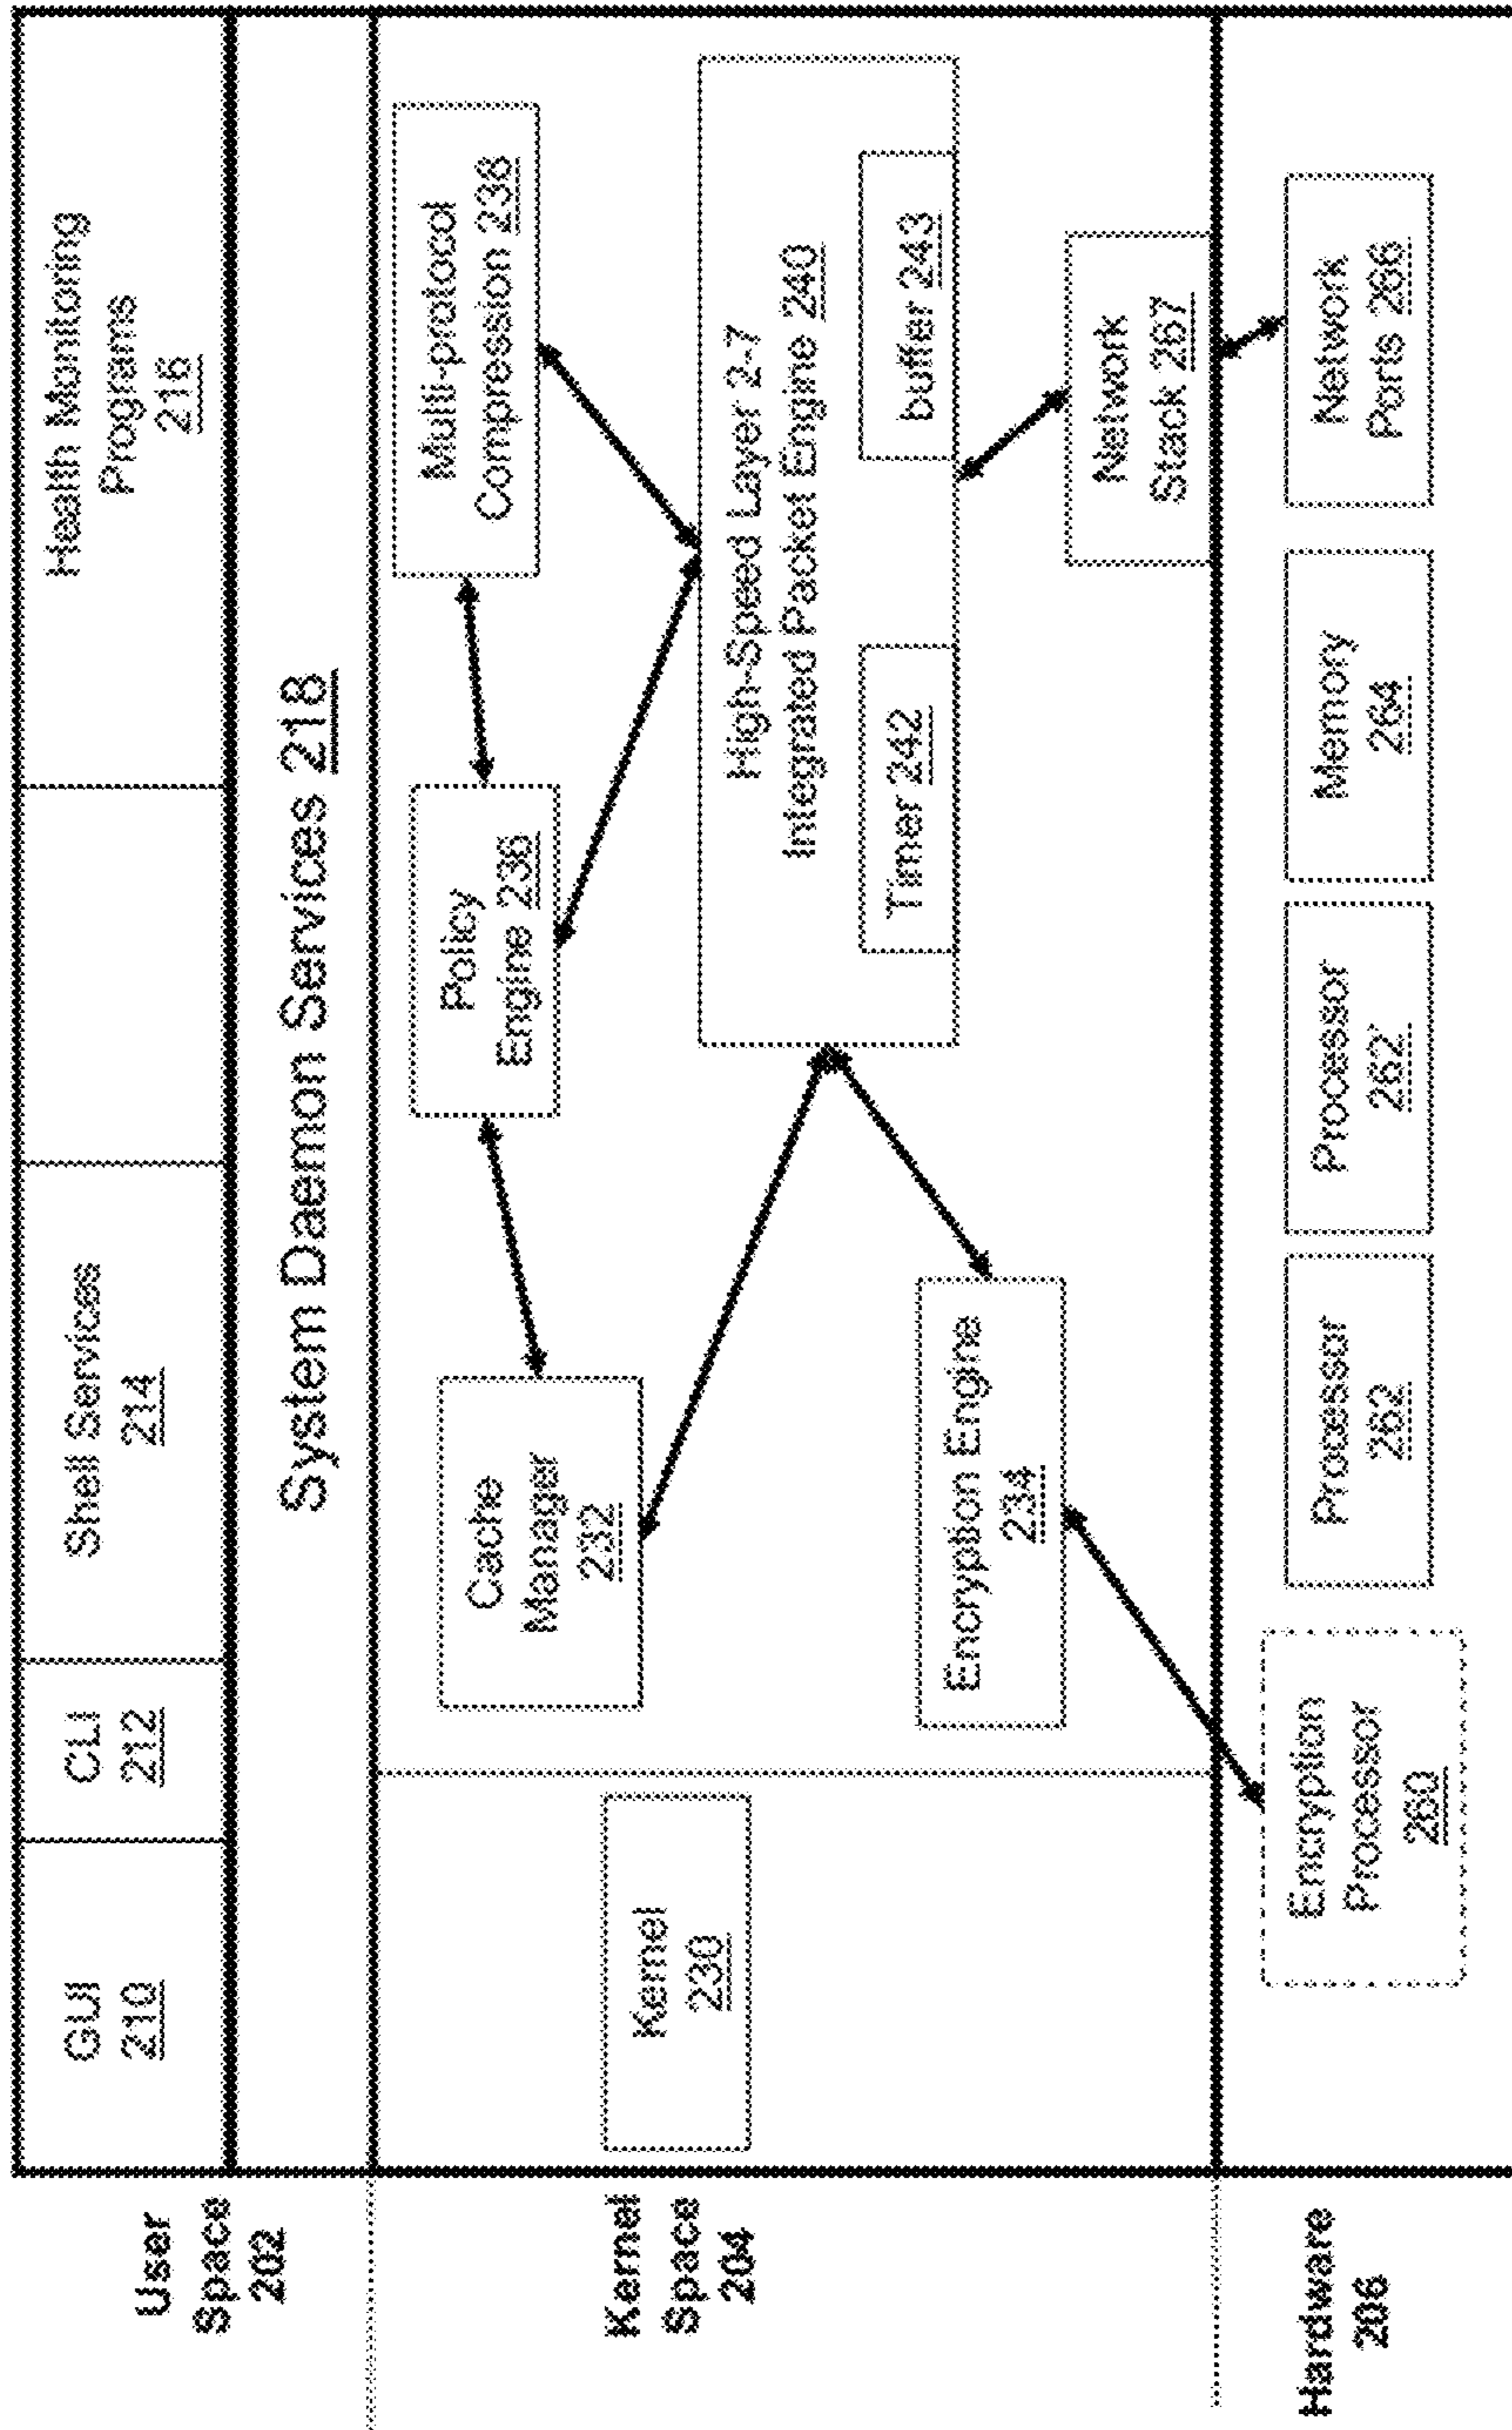 User
Space
202
GUI
210
CLI
212
Shell Services
214
Health Monitoring
Programs
216
System Daemon Services 218
Kernel
Space
204
Kernel
230
Cache
Manager
232
Policy
Engine 236
Multi-protocol
Compression 238
High-Speed Layer 2-7
Integrated Packet Engine 240
Timer 242
buffer 243
Encryption Engine
234
Network
Stack 267
Hardware
206
Encryption
Processor
260
Processor
262
Processor
262'
Memory
264
Network
Ports 266